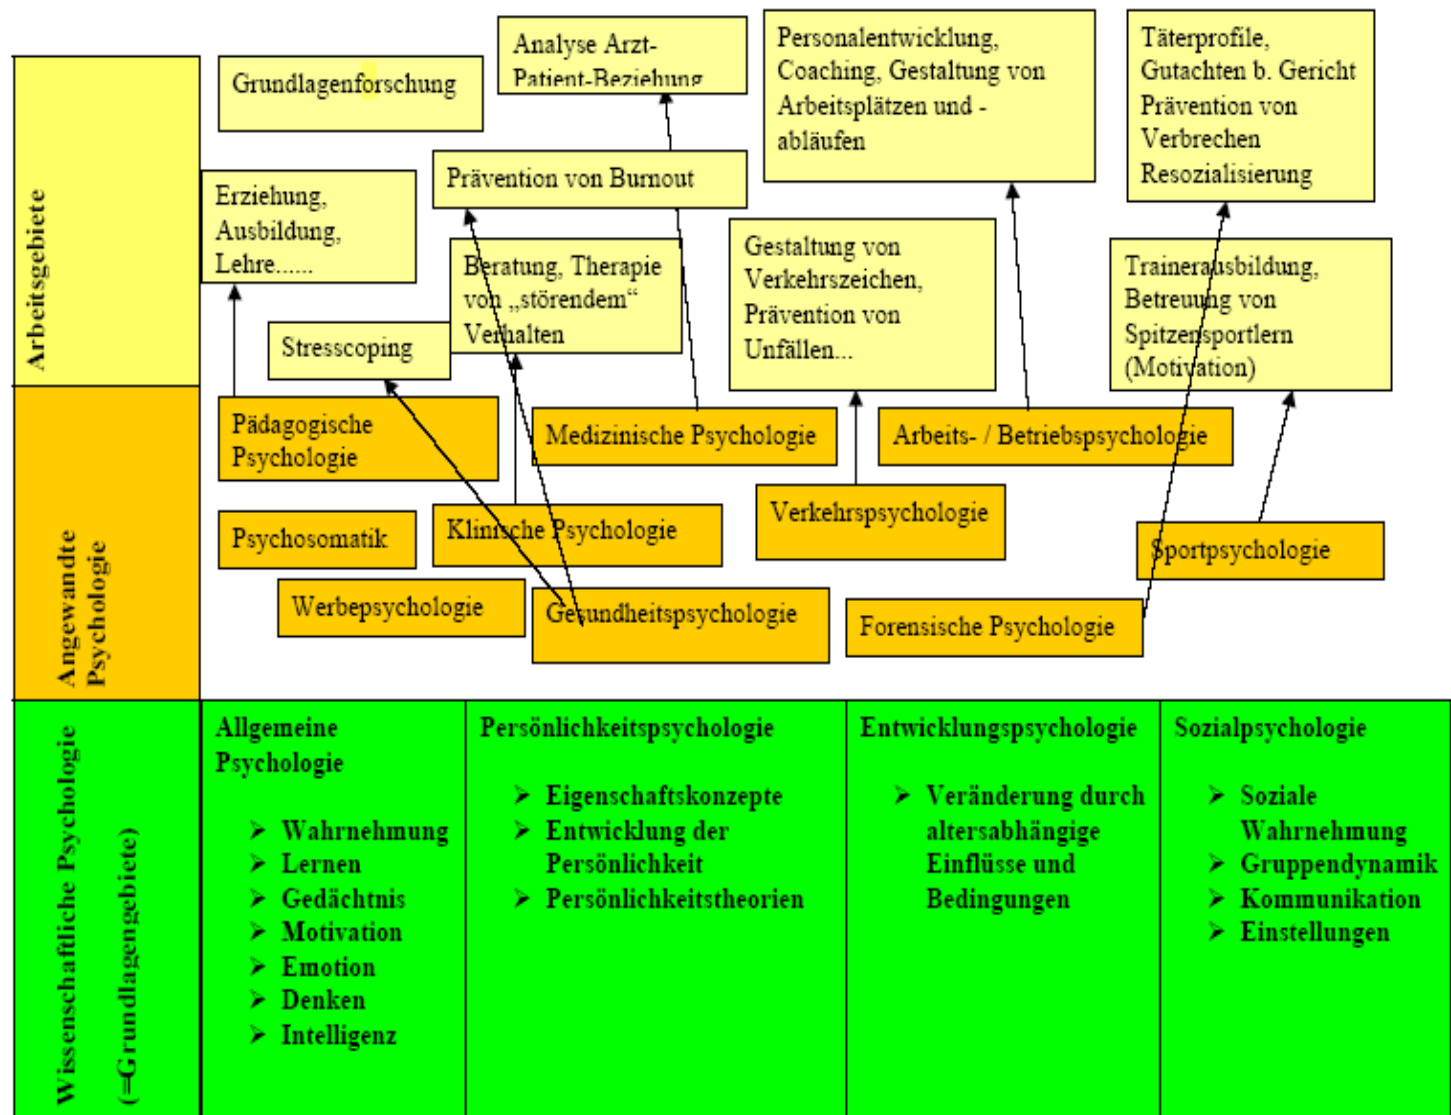 Arbeitsgebiete
Grundlagenforschung
Analyse Arzt-
Patient-Beziehung
Personalentwicklung,
Coaching, Gestaltung von
Arbeitsplätzen und -
abläufen
Täterprofile,
Gutachten b. Gericht
Prävention von
Verbrechen
Resozialisierung
Erziehung,
Ausbildung,
Lehre......
Prävention von Burnout
Beratung, Therapie
von „störendem“
Verhalten
Gestaltung von
Verkehrszeichen,
Prävention von
Unfällen...
Trainerausbildung,
Betreuung von
Spitzensportlern
(Motivation)
Stresscoping
Angewandte
Psychologie
Pädagogische
Psychologie
Medizinische Psychologie
Arbeits- / Betriebspsychologie
Psychosomatik
Klinische Psychologie
Verkehrspsychologie
Sportpsychologie
Werbepsychologie
Gesundheitspsychologie
Forensische Psychologie
Wissenschaftliche Psychologie
(=Grundlagengebiete)
Allgemeine
Psychologie
➢ Wahrnehmung
➢ Lernen
➢ Gedächtnis
➢ Motivation
➢ Emotion
➢ Denken
➢ Intelligenz
Persönlichkeitspsychologie
➢ Eigenschaftskonzepte
➢ Entwicklung der
Persönlichkeit
➢ Persönlichkeitstheorien
Entwicklungspsychologie
➢ Veränderung durch
altersabhängige
Einflüsse und
Bedingungen
Sozialpsychologie
➢ Soziale
Wahrnehmung
➢ Gruppendynamik
➢ Kommunikation
➢ Einstellungen